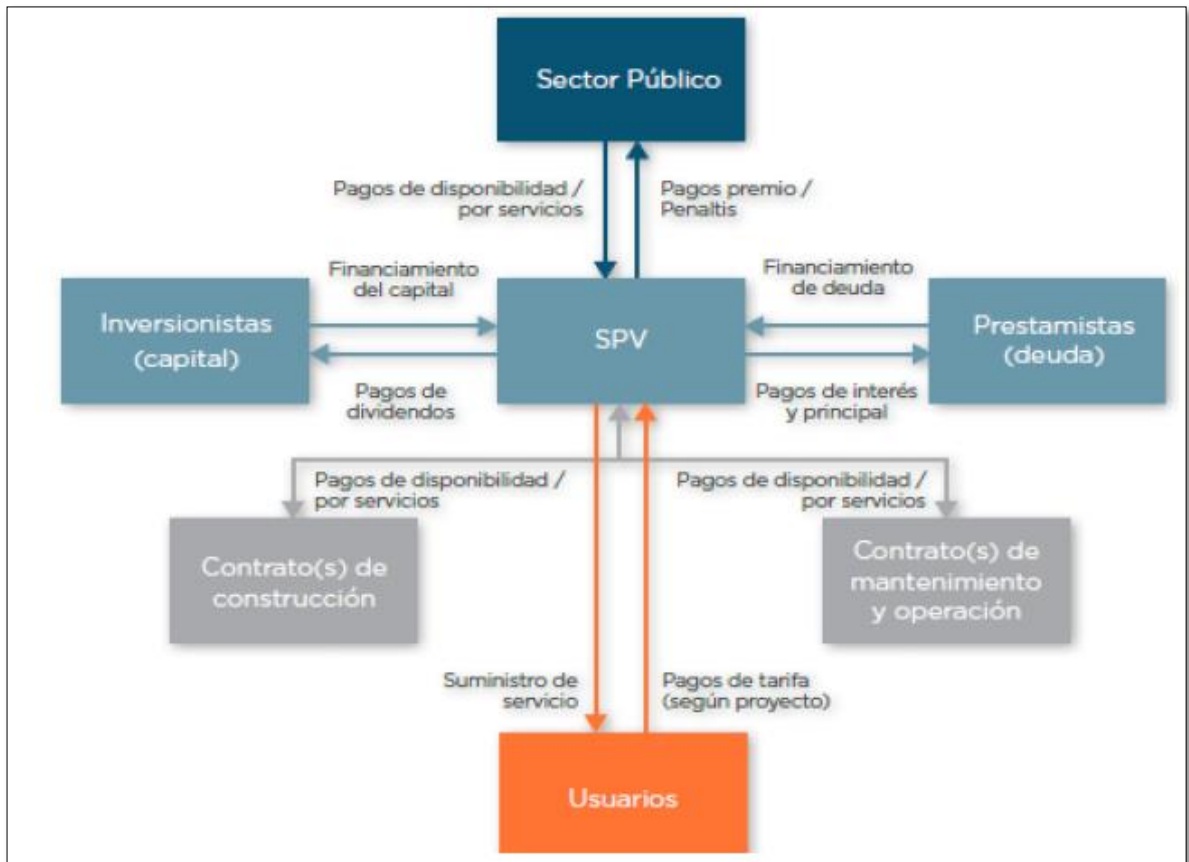 Sector Público
Pagos de disponibilidad /
por servicios
Pagos premio /
Penaltis
Financiamiento
del capital
Financiamiento
de deuda
Inversionistas
(capital)
SPV
Prestamistas
(deuda)
Pagos de
dividendos
Pagos de interés
y principal
Pagos de disponibilidad /
por servicios
Pagos de disponibilidad /
por servicios
Contrato(s) de
construcción
Contrato(s) de
mantenimiento
y operación
Suministro de
servicio
Pagos de tarifa
(según proyecto)
Usuarios